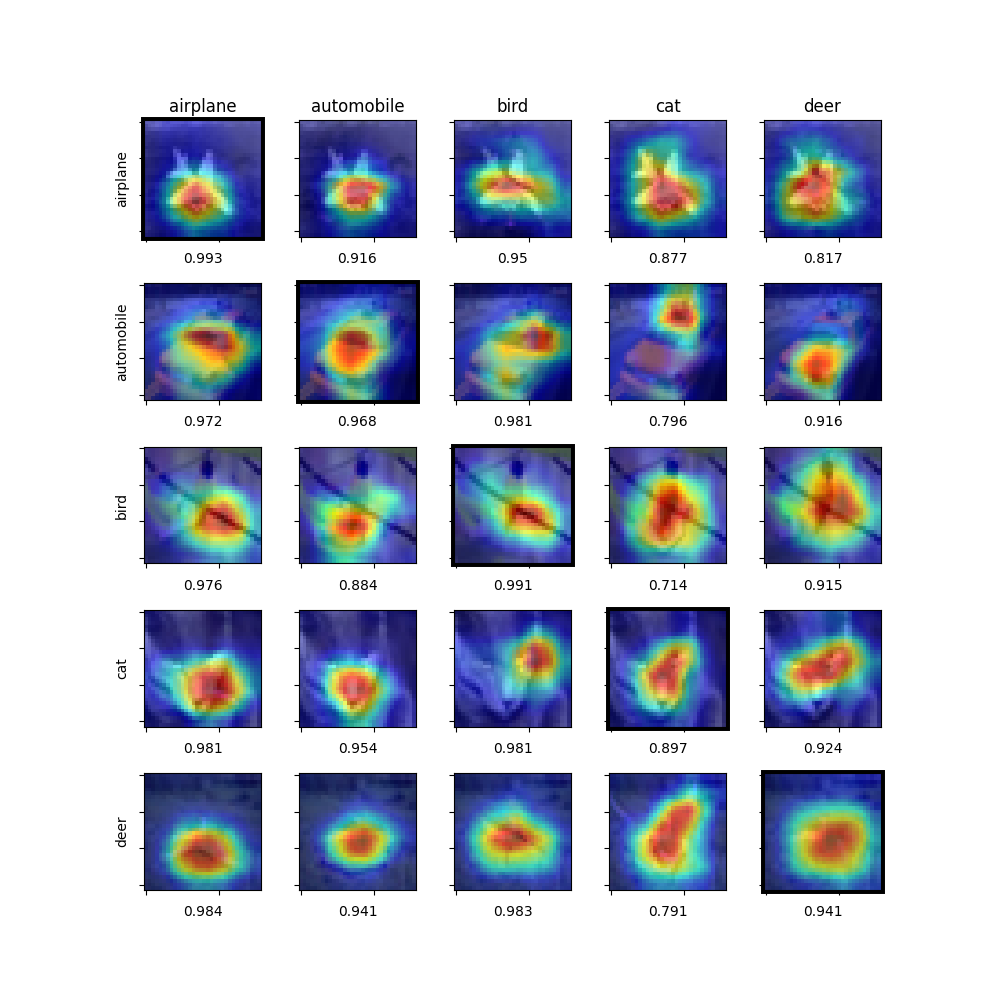 airplane automobile bird cat deer
airplane
0.993 0.916 0.95 0.877 0.817
automobile
0.972 0.968 0.981 0.796 0.916
bird
0.976 0.884 0.991 0.714 0.915
cat
0.981 0.954 0.981 0.897 0.924
deer
0.984 0.941 0.983 0.791 0.941